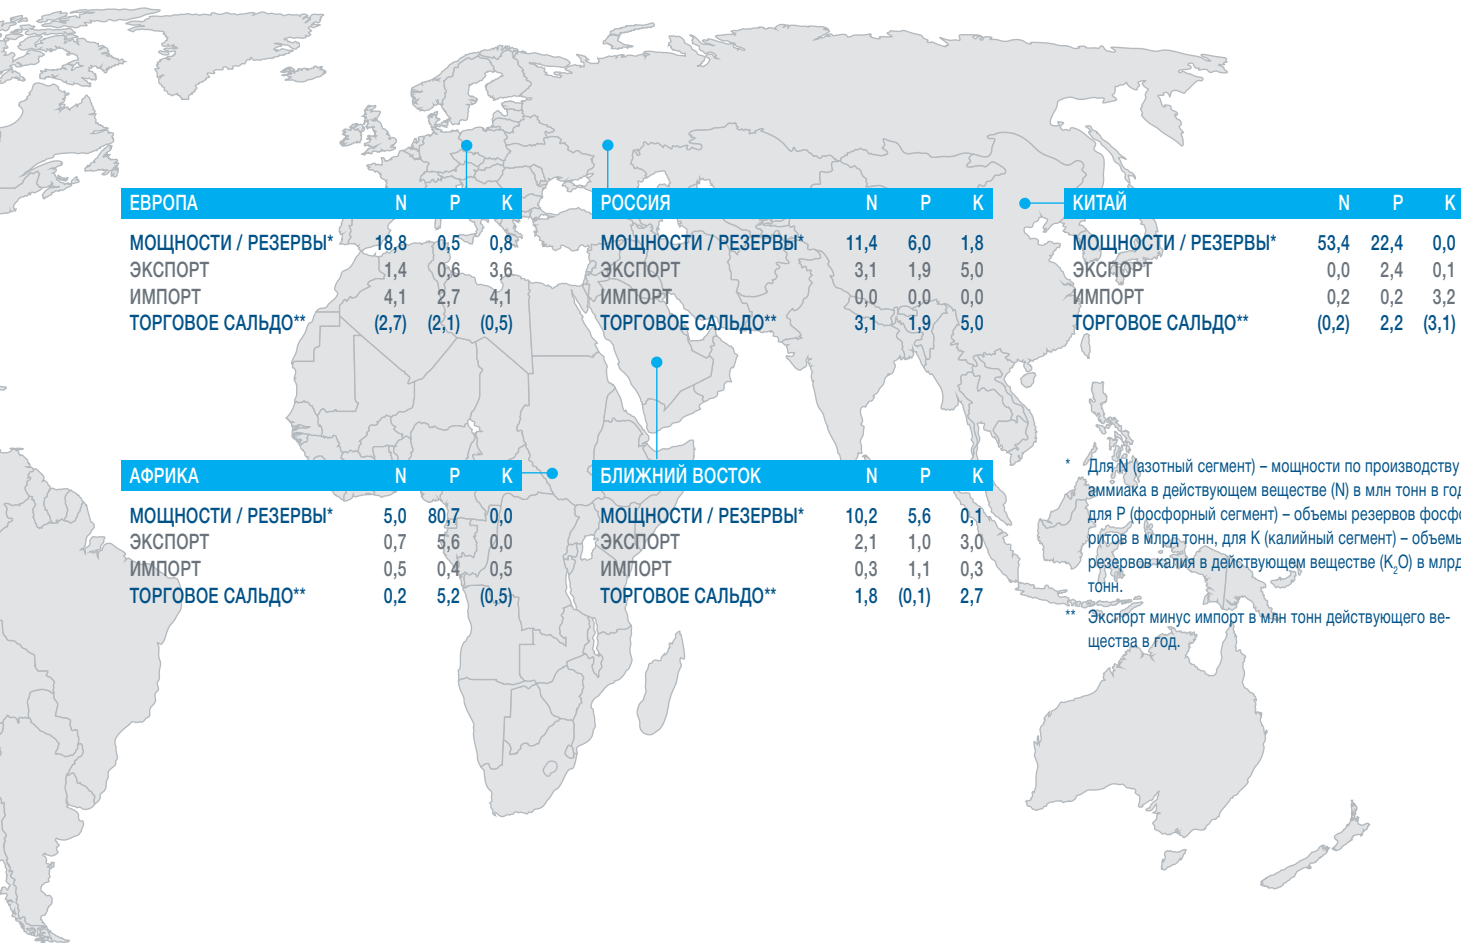 ЕВРОПА N P K
МОЩНОСТИ / РЕЗЕРВЫ* 18,8 0,5 0,8
ЭКСПОРТ 1,4 0,6 3,6
ИМПОРТ 4,1 2,7 4,1
ТОРГОВОЕ САЛЬДО** (2,7) (2,1) (0,5)
РОССИЯ N P K
МОЩНОСТИ / РЕЗЕРВЫ* 11,4 6,0 1,8
ЭКСПОРТ 3,1 1,9 5,0
ИМПОРТ 0,0 0,0 0,0
ТОРГОВОЕ САЛЬДО** 3,1 1,9 5,0
КИТАЙ N P K
МОЩНОСТИ / РЕЗЕРВЫ* 53,4 22,4 0,0
ЭКСПОРТ 0,0 2,4 0,1
ИМПОРТ 0,2 0,2 3,2
ТОРГОВОЕ САЛЬДО** (0,2) 2,2 (3,1)
АФРИКА N P K
МОЩНОСТИ / РЕЗЕРВЫ* 5,0 80,7 0,0
ЭКСПОРТ 0,7 5,6 0,0
ИМПОРТ 0,5 0,4 0,5
ТОРГОВОЕ САЛЬДО** 0,2 5,2 (0,5)
БЛИЖНИЙ ВОСТОК N P K
МОЩНОСТИ / РЕЗЕРВЫ* 10,2 5,6 0,1
ЭКСПОРТ 2,1 1,0 3,0
ИМПОРТ 0,3 1,1 0,3
ТОРГОВОЕ САЛЬДО** 1,8 (0,1) 2,7
* Для N (азотный сегмент) – мощности по производству
аммиака в действующем веществе (N) в млн тонн в год
для P (фосфорный сегмент) – объемы резервов фосфо
ритов в млрд тонн, для K (калийный сегмент) – объемы
резервов калия в действующем веществе (K₂O) в млрд
тонн.
** Экспорт минус импорт в млн тонн действующего ве-
щества в год.